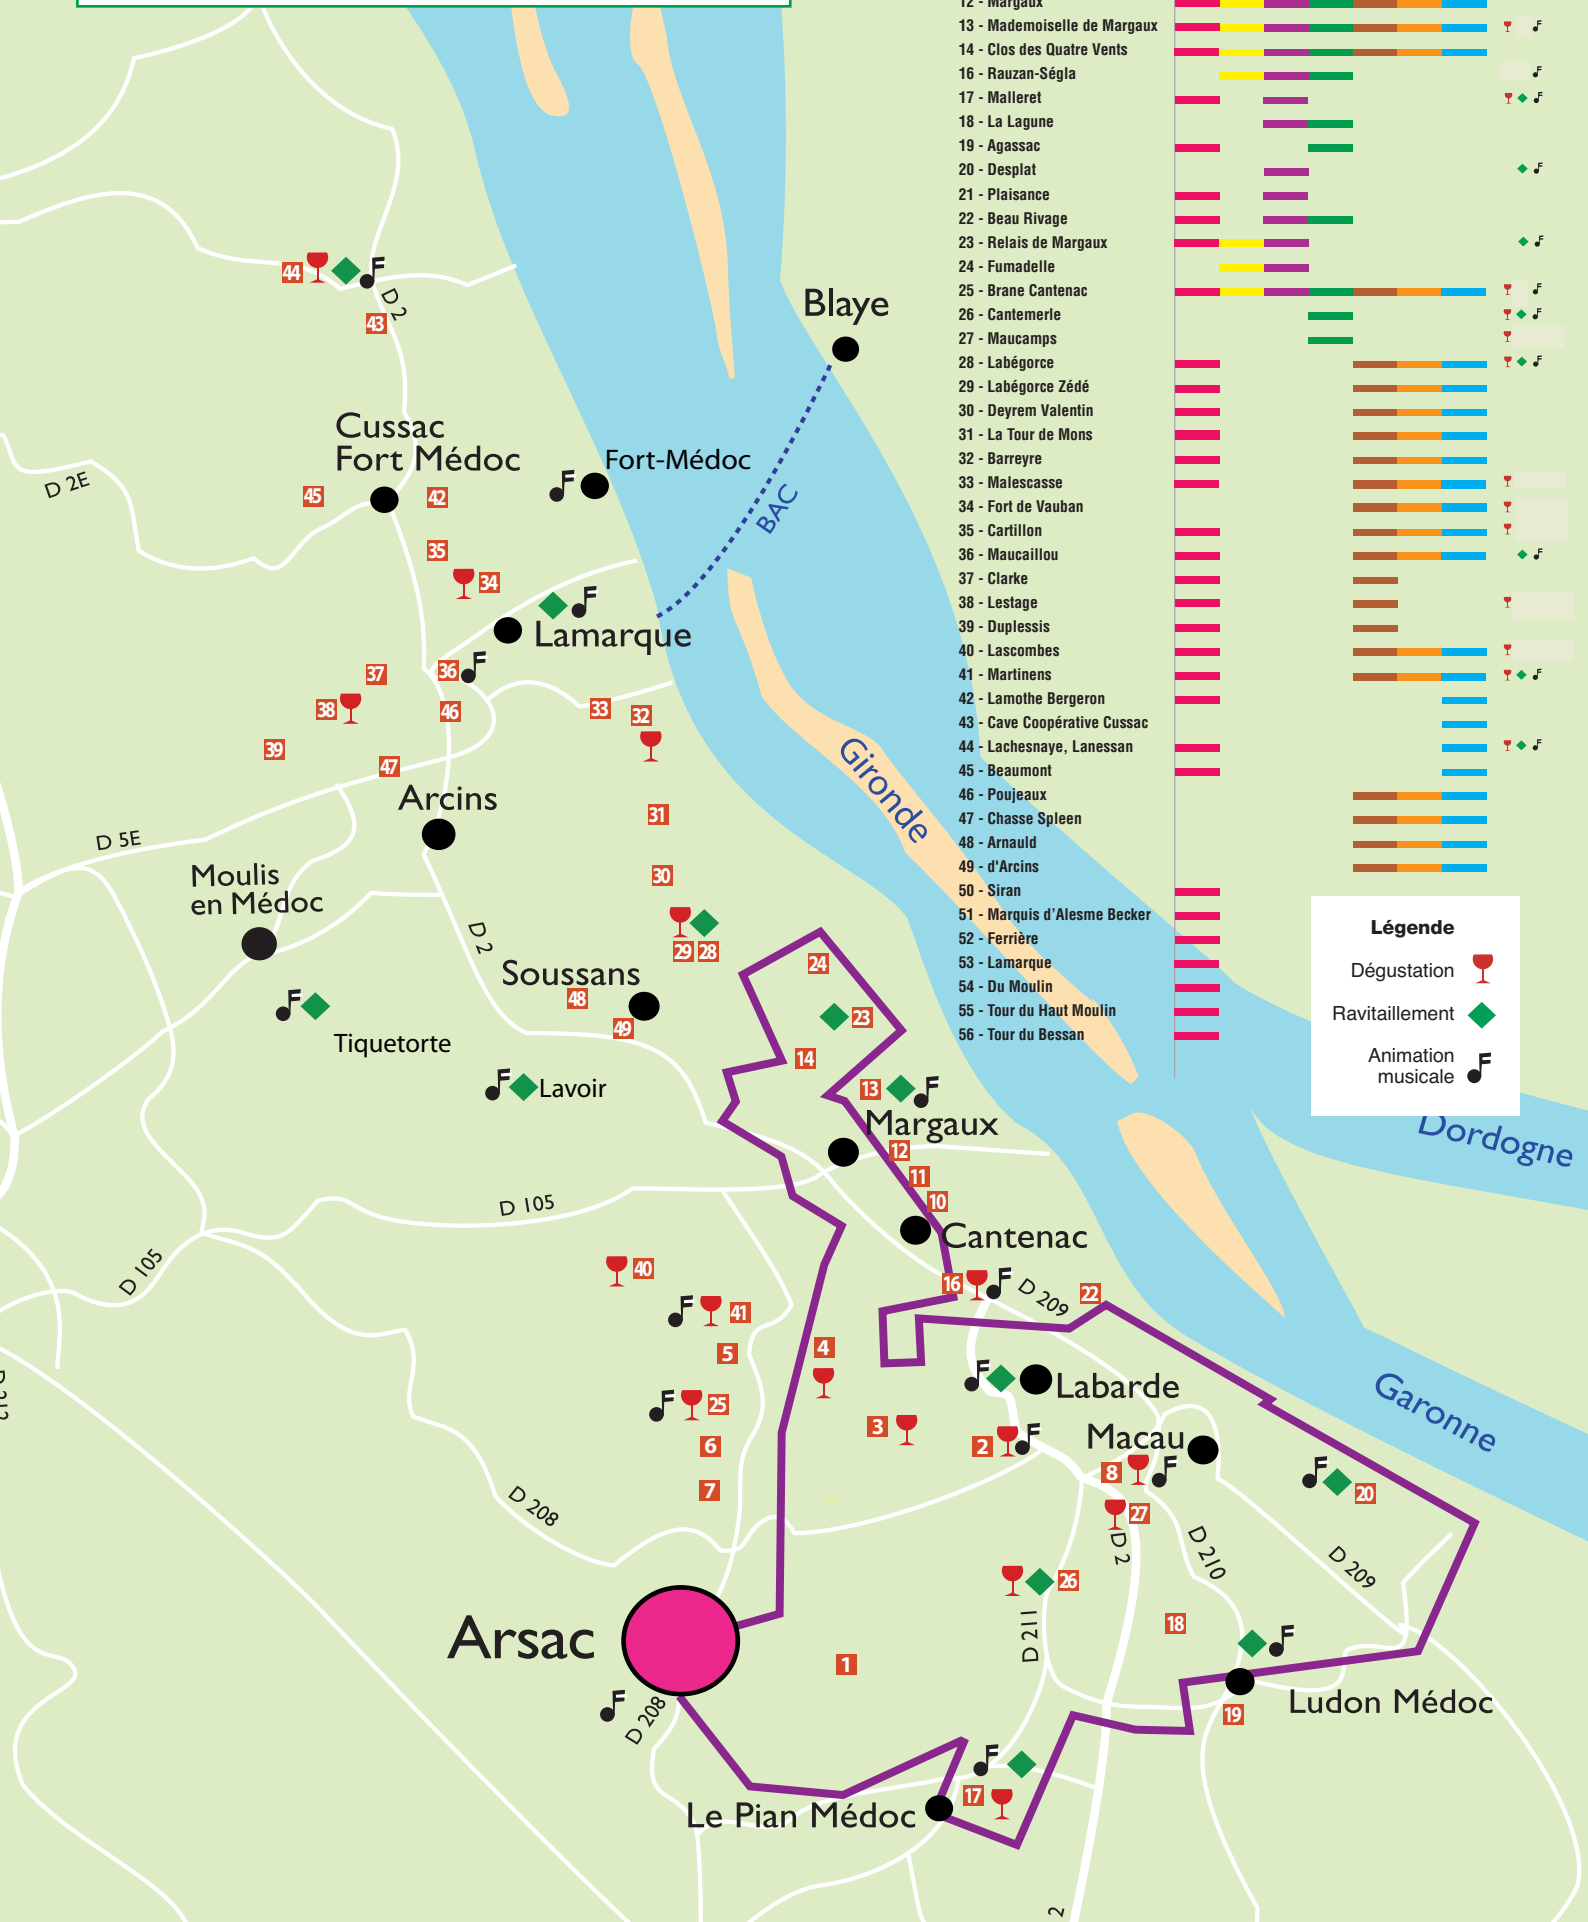 12 - Margaux
13 - Mademoiselle de Margaux
14 - Clos des Quatre Vents
16 - Rauzan-Ségla
17 - Malleret
18 - La Lagune
19 - Agassac
20 - Desplat
21 - Plaisance
22 - Beau Rivage
23 - Relais de Margaux
24 - Fumadelle
25 - Brane Cantenac
26 - Cantemerle
27 - Maucamps
28 - Labégorce
29 - Labégorce Zédé
30 - Deyrem Valentin
31 - La Tour de Mons
32 - Barreyre
33 - Malescasse
34 - Fort de Vauban
35 - Cartillon
36 - Maucaillou
37 - Clarke
38 - Lestage
39 - Duplessis
40 - Lascombes
41 - Martinens
42 - Lamothe Bergeron
43 - Cave Coopérative Cussac
44 - Lachesnaye, Lanessan
45 - Beaumont
46 - Poujeaux
47 - Chasse Spleen
48 - Arnauld
49 - d'Arcins
50 - Siran
51 - Marquis d'Alesme Becker
52 - Ferrière
53 - Lamarque
54 - Du Moulin
55 - Tour du Haut Moulin
56 - Tour du Bessan
Légende
Dégustation
Ravitaillement
Animation
musicale
44
D 2
43
Blaye
Cussac
Fort Médoc
Fort-Médoc
D 2E
45
42
BAC
35
34
Lamarque
37
36
38
46
33
32
39
47
Gironde
Arcins
31
D 5E
Moulis
en Médoc
30
D 2
29
28
24
Soussans
48
49
23
Tiquetorte
14
Lavoir
13
Margaux
Dordogne
12
11
10
D 105
Cantenac
D 105
40
16
D 209
22
41
5
4
Labarde
Garonne
25
3
2
Macau
6
8
7
20
D 208
27
D 2
D 210
D 209
26
D 211
18
Arsac
1
D 208
Ludon Médoc
19
17
Le Pian Médoc
2